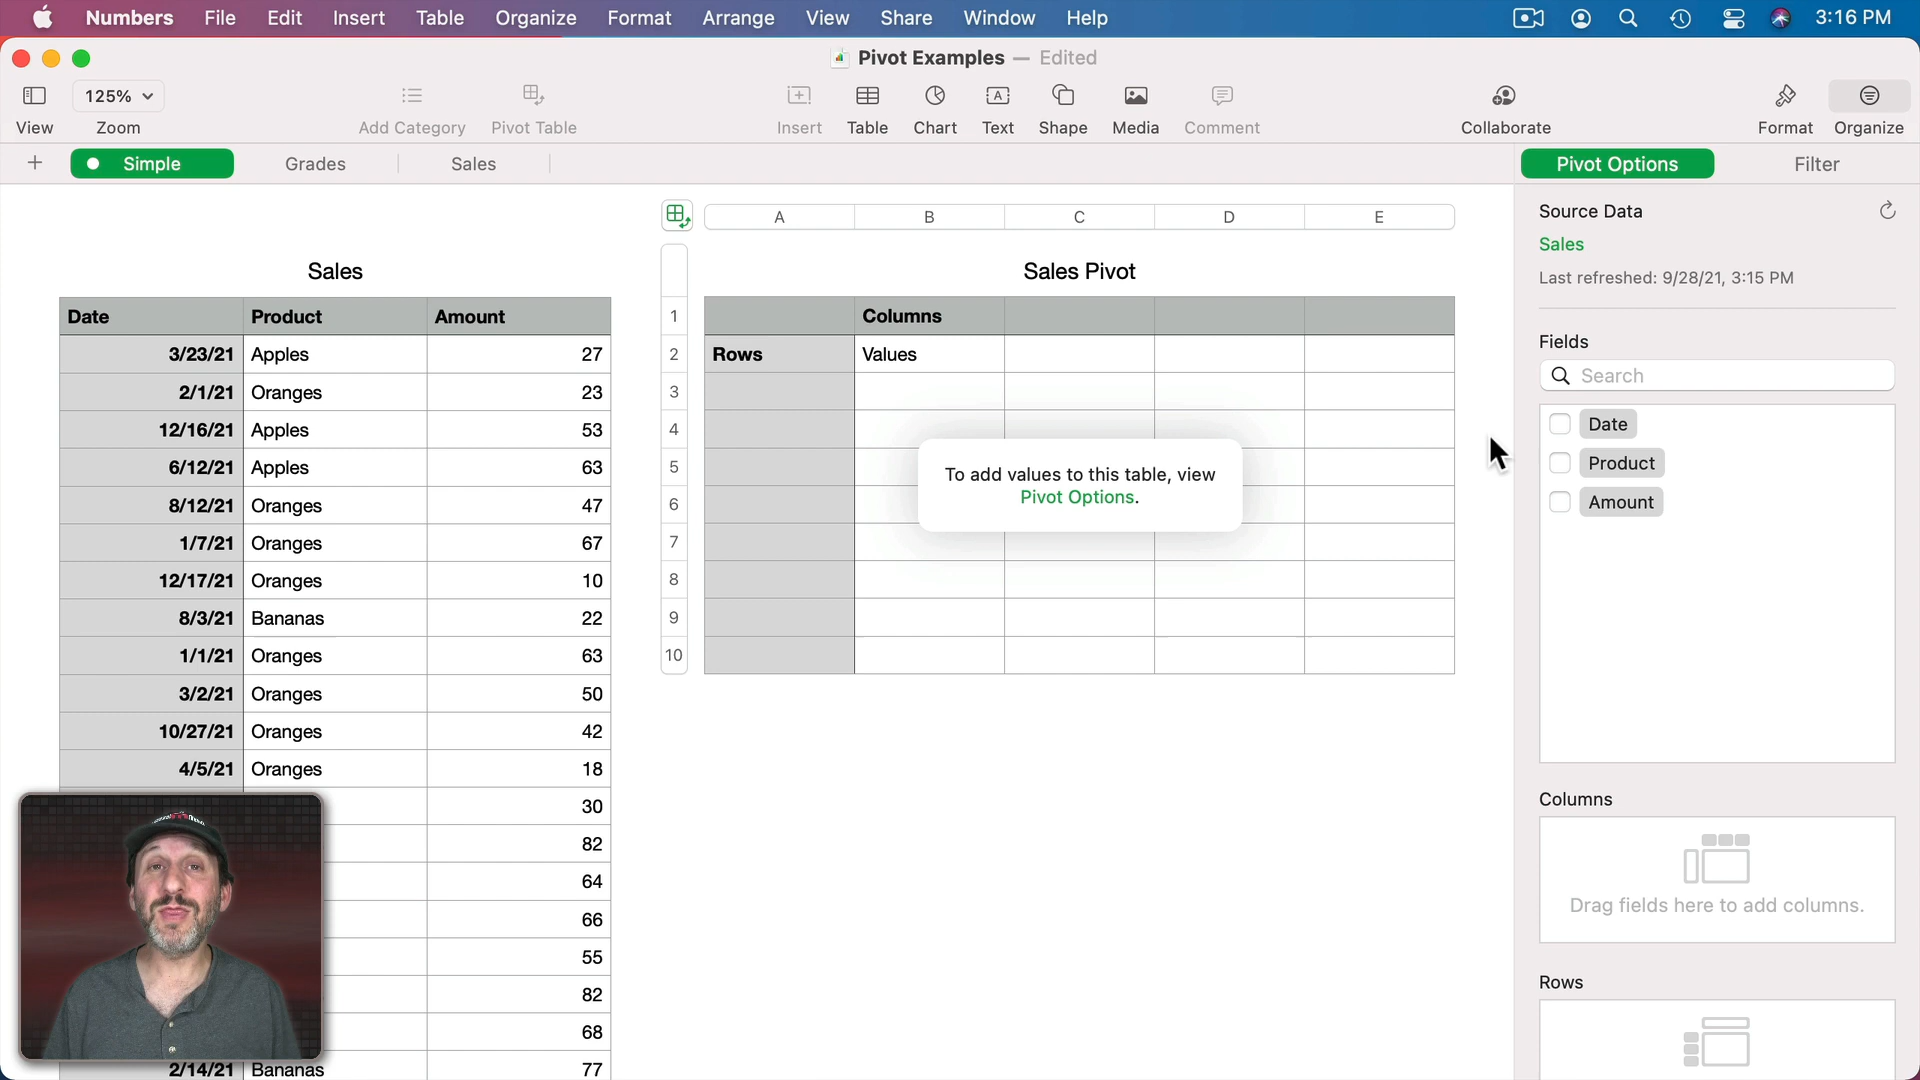 Numbers File Edit Insert Table Organize Format Arrange View Share Window Help 3:16 PM
Pivot Examples — Edited
125%
View Zoom Add Category Pivot Table Insert Table Chart Text Shape Media Comment Collaborate Format Organize
Simple Grades Sales Pivot Options Filter
Sales
Date Product Amount
3/23/21 Apples 27
2/1/21 Oranges 23
12/16/21 Apples 53
6/12/21 Apples 63
8/12/21 Oranges 47
1/7/21 Oranges 67
12/17/21 Oranges 10
8/3/21 Bananas 22
1/1/21 Oranges 63
3/2/21 Oranges 50
10/27/21 Oranges 42
4/5/21 Oranges 18
30
82
64
66
55
82
68
2/14/21 Bananas 77
A B C D E
Sales Pivot
1 Columns
2 Rows Values
3
4
5
6
7
8
9
10
To add values to this table, view
Pivot Options.
Source Data
Sales
Last refreshed: 9/28/21, 3:15 PM
Fields
Search
Date
Product
Amount
Columns
Drag fields here to add columns.
Rows